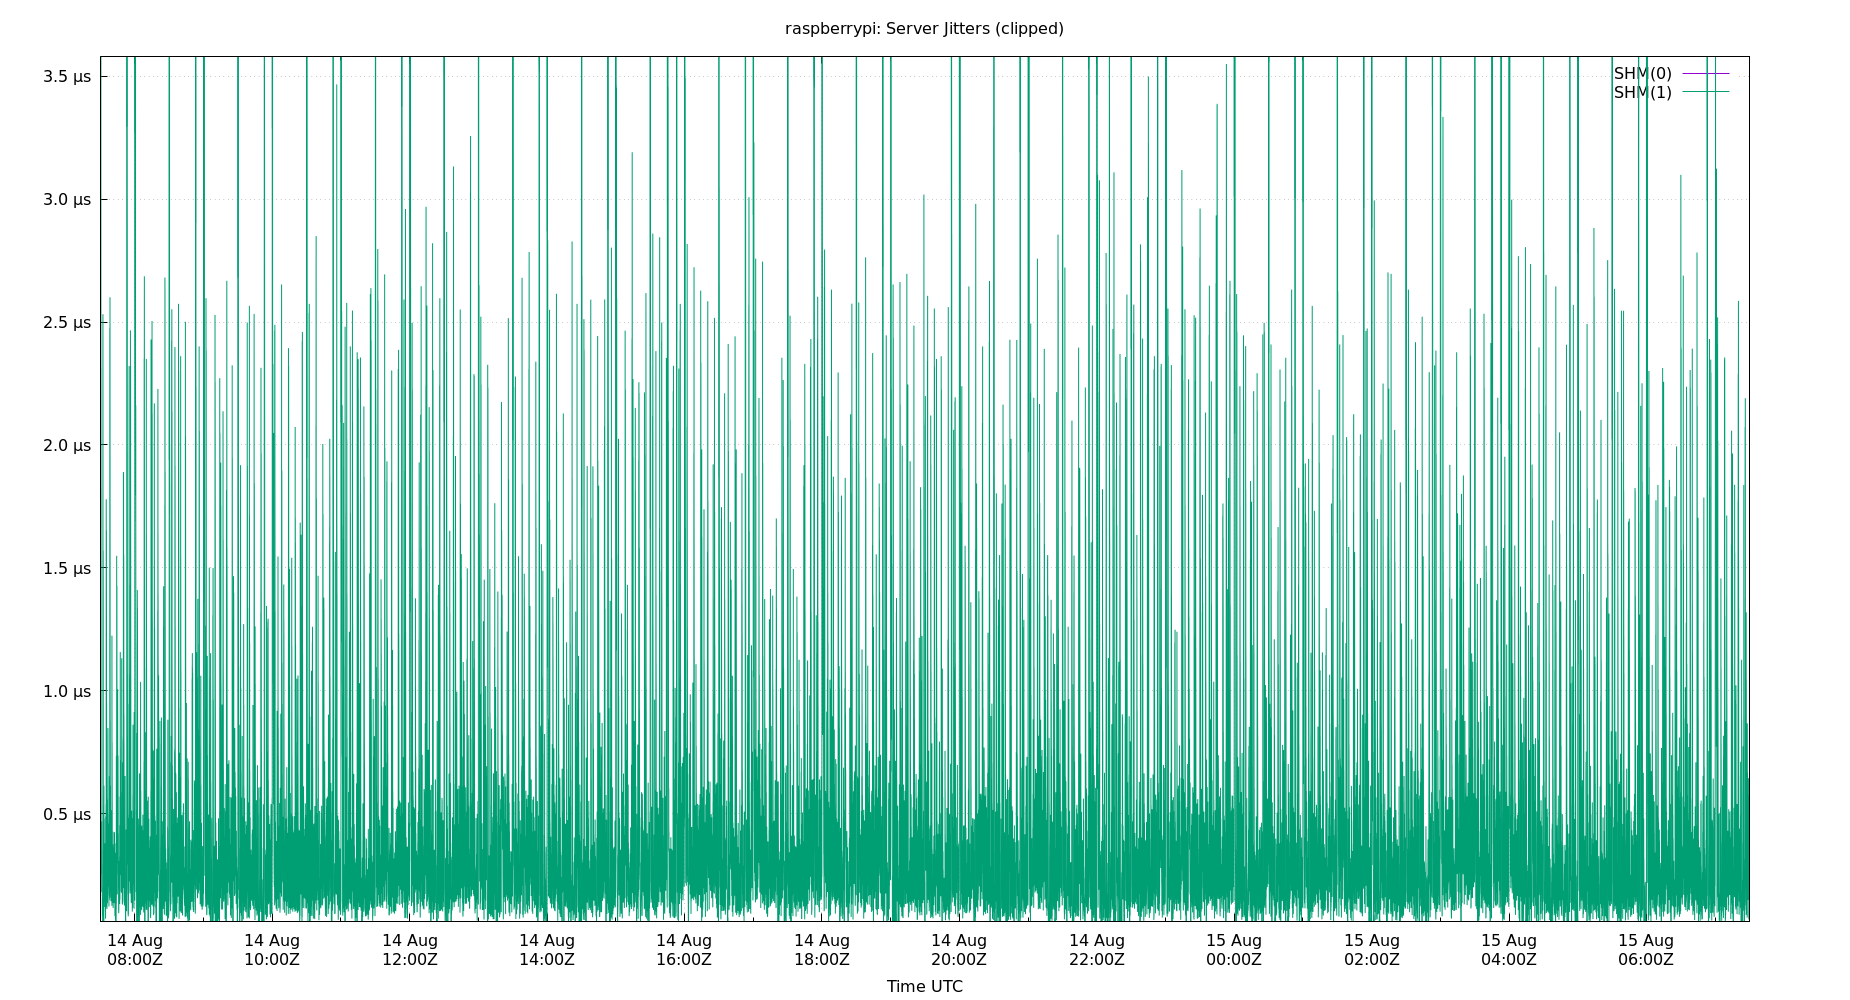 raspberrypi: Server Jitters (clipped)
3.5 µs
3.0 µs
2.5 µs
2.0 µs
1.5 µs
1.0 µs
0.5 µs
SHM(0)
SHM(1)
14 Aug 14 Aug 14 Aug 14 Aug 14 Aug 14 Aug 14 Aug 14 Aug 15 Aug 15 Aug 15 Aug 15 Aug
08:00Z 10:00Z 12:00Z 14:00Z 16:00Z 18:00Z 20:00Z 22:00Z 00:00Z 02:00Z 04:00Z 06:00Z
Time UTC